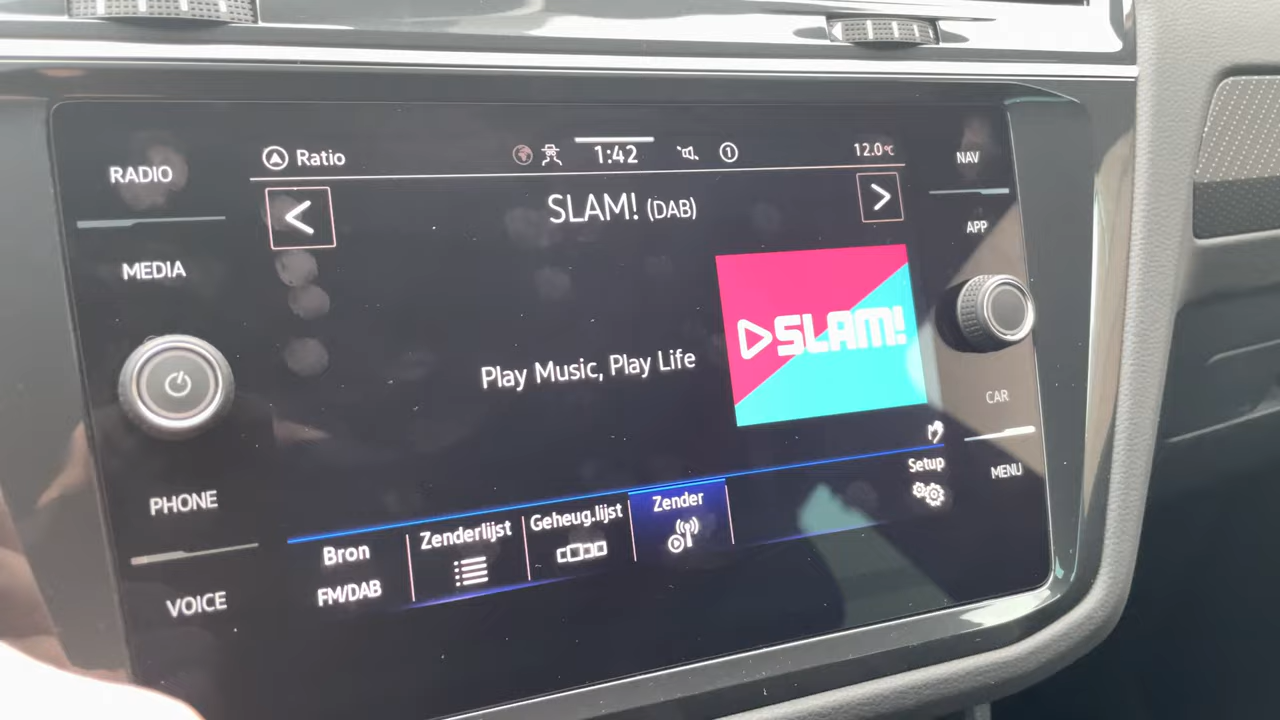 RADIO
MEDIA
PHONE
VOICE
Ratio
1:42
1
12.0°C
SLAM! (DAB)
Play Music, Play Life
SLAM!
Bron
FM/DAB
Zenderlijst
Geheug.lijst
Zender
Setup
NAV
APP
CAR
MENU